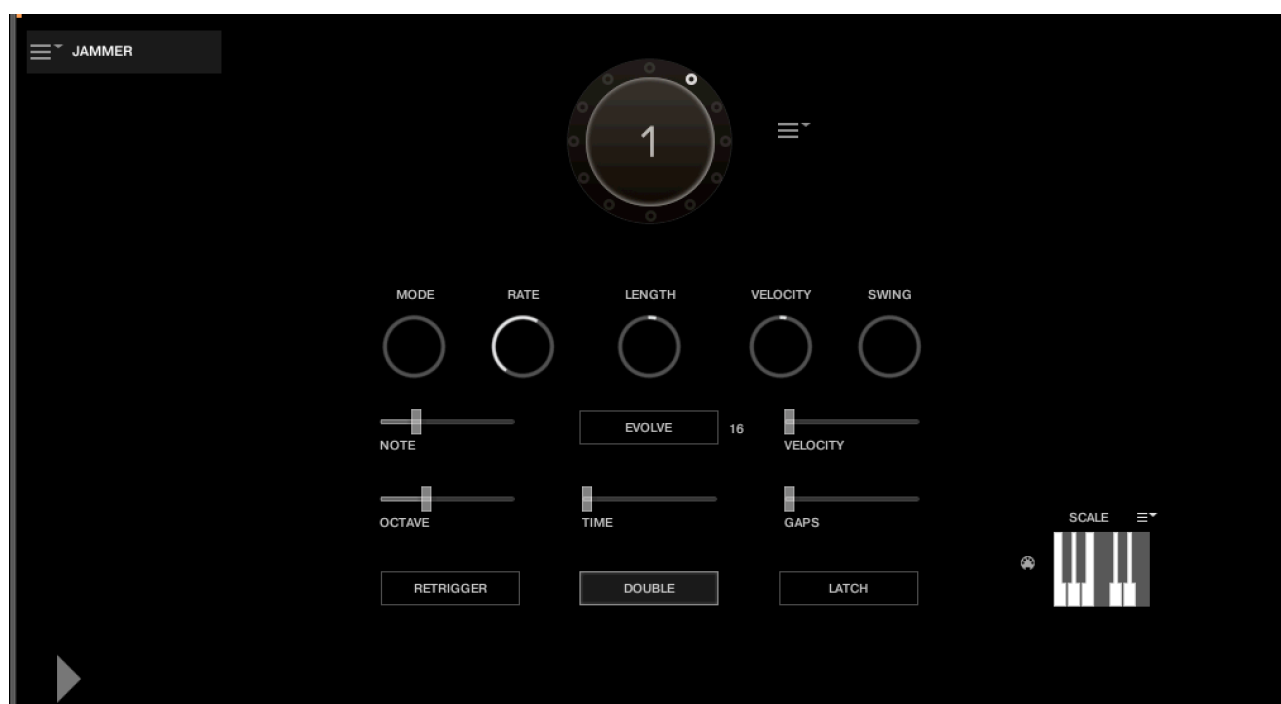 JAMMER
1
MODE RATE LENGTH VELOCITY SWING
EVOLVE 16
NOTE VELOCITY
OCTAVE TIME GAPS
SCALE
RETRIGGER DOUBLE LATCH